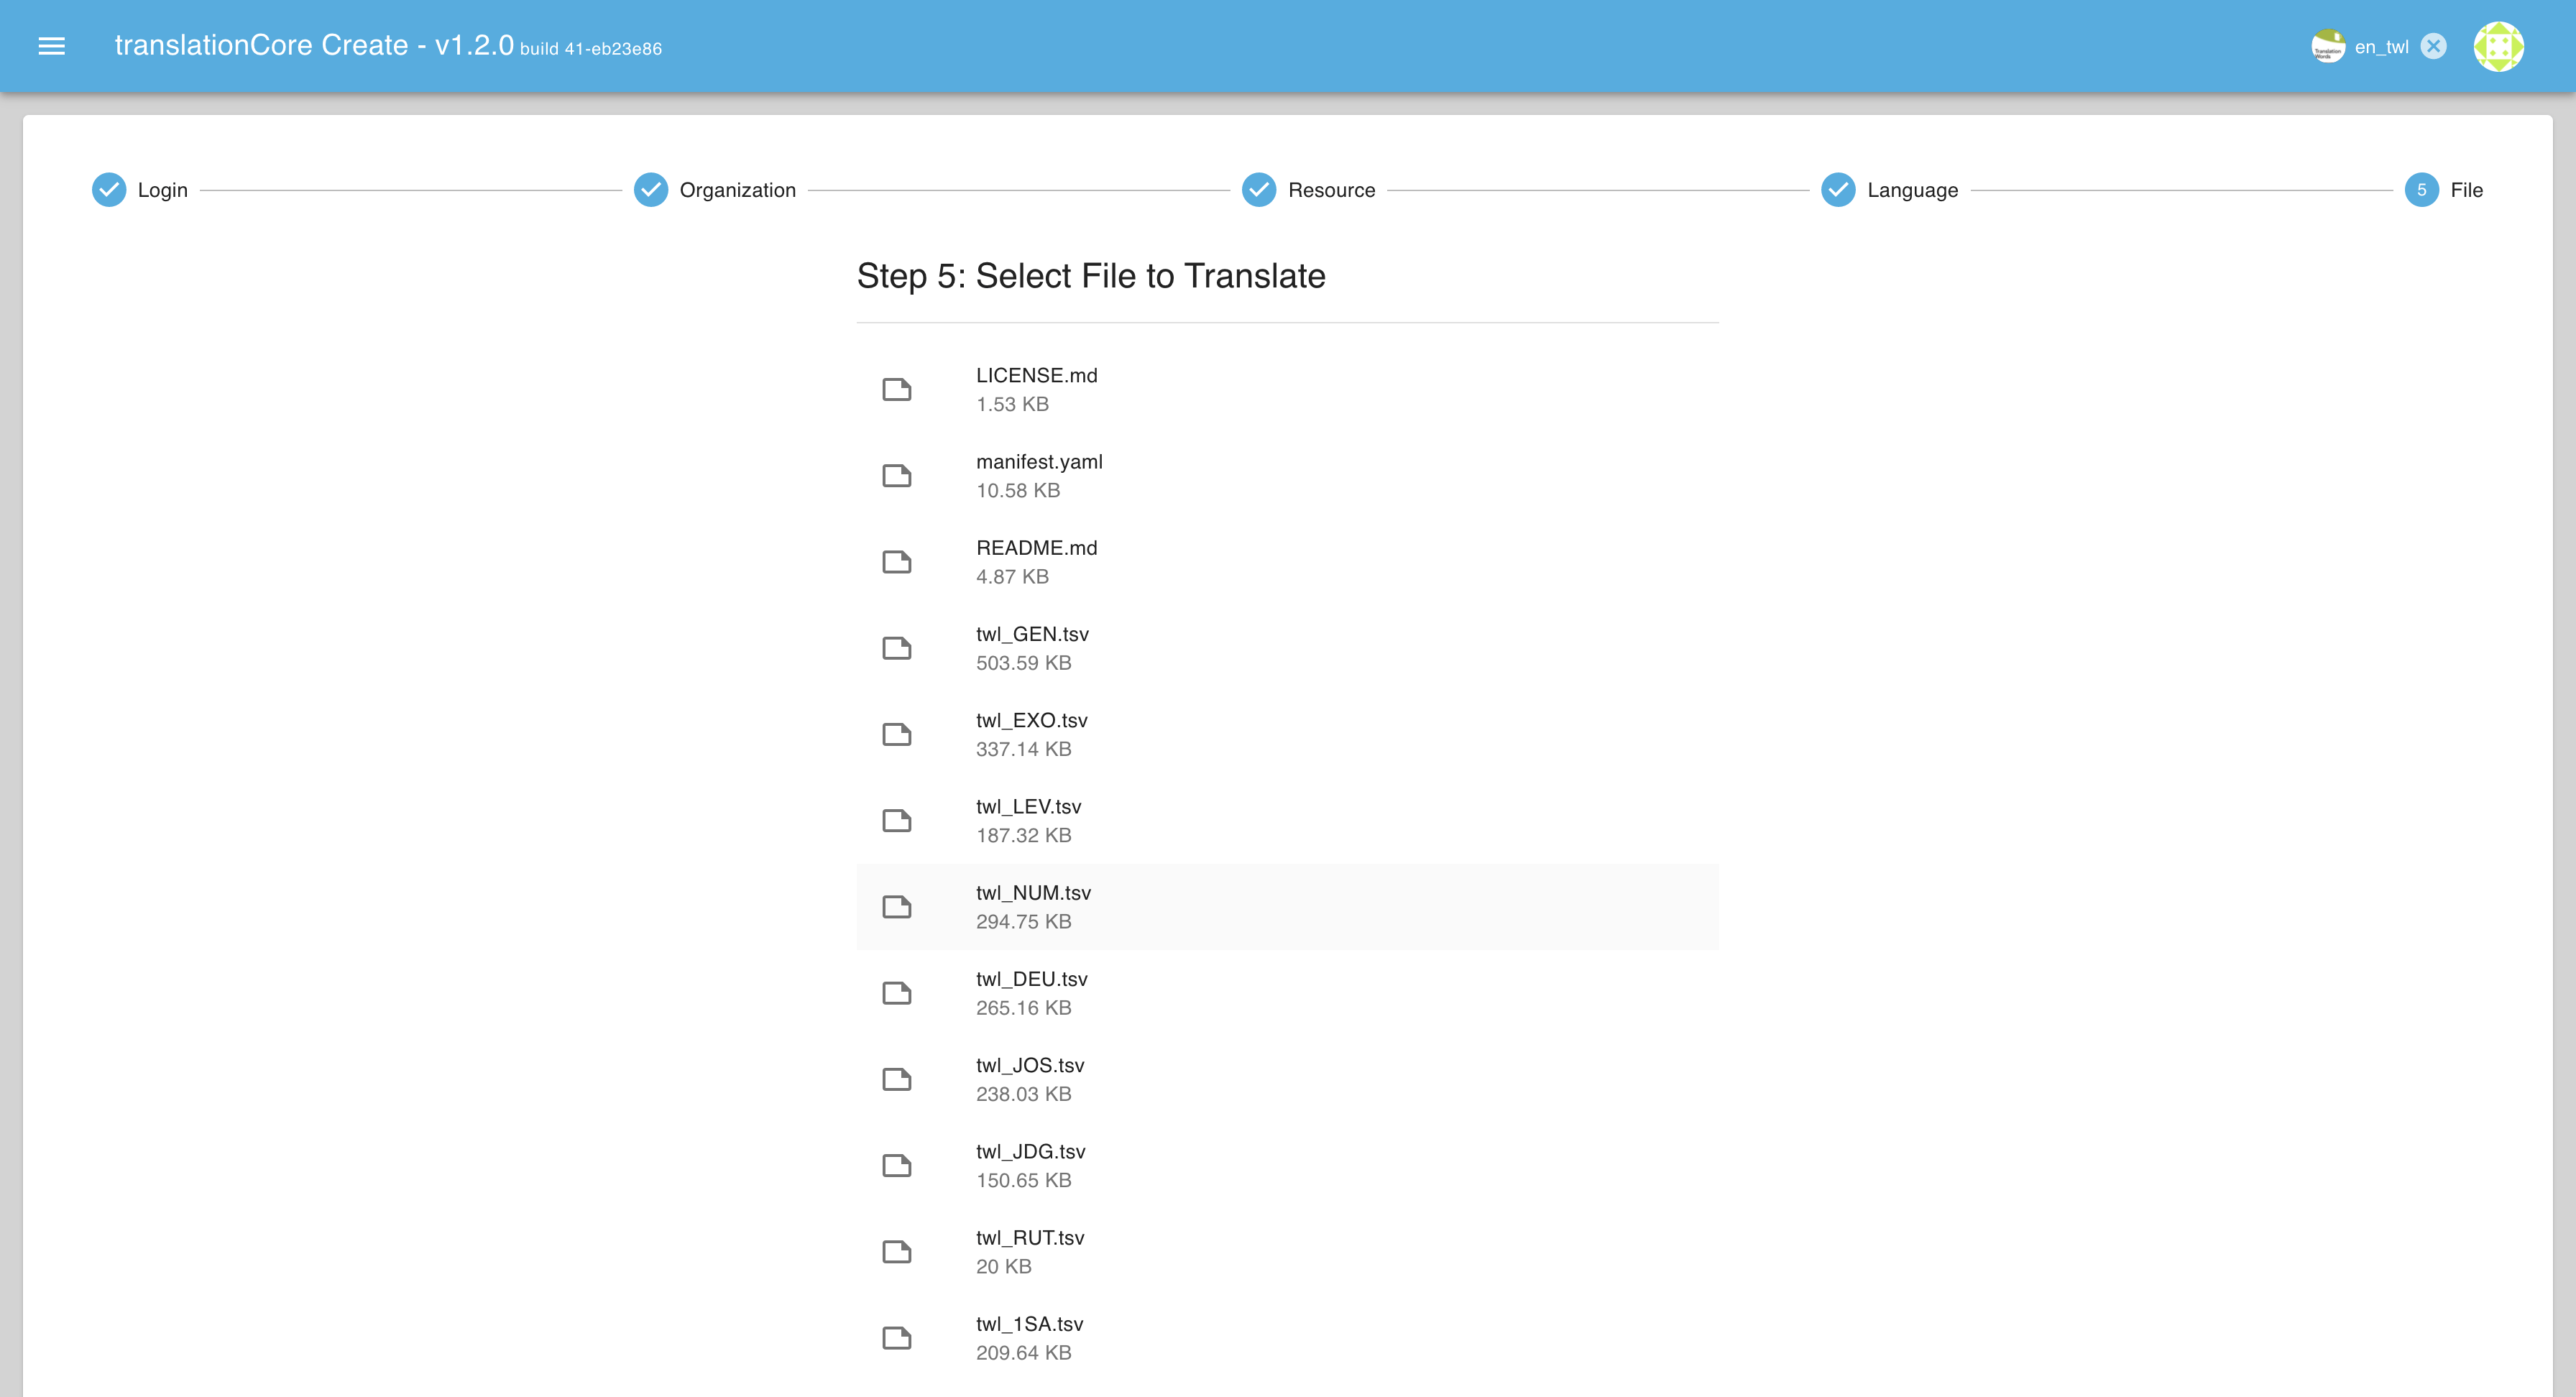 translationCore Create - v1.2.0 build 41-eb23e86
Translation Words
en_twl
Login
Organization
Resource
Language
5 File
Step 5: Select File to Translate
LICENSE.md
1.53 KB
manifest.yaml
10.58 KB
README.md
4.87 KB
twl_GEN.tsv
503.59 KB
twl_EXO.tsv
337.14 KB
twl_LEV.tsv
187.32 KB
twl_NUM.tsv
294.75 KB
twl_DEU.tsv
265.16 KB
twl_JOS.tsv
238.03 KB
twl_JDG.tsv
150.65 KB
twl_RUT.tsv
20 KB
twl_1SA.tsv
209.64 KB